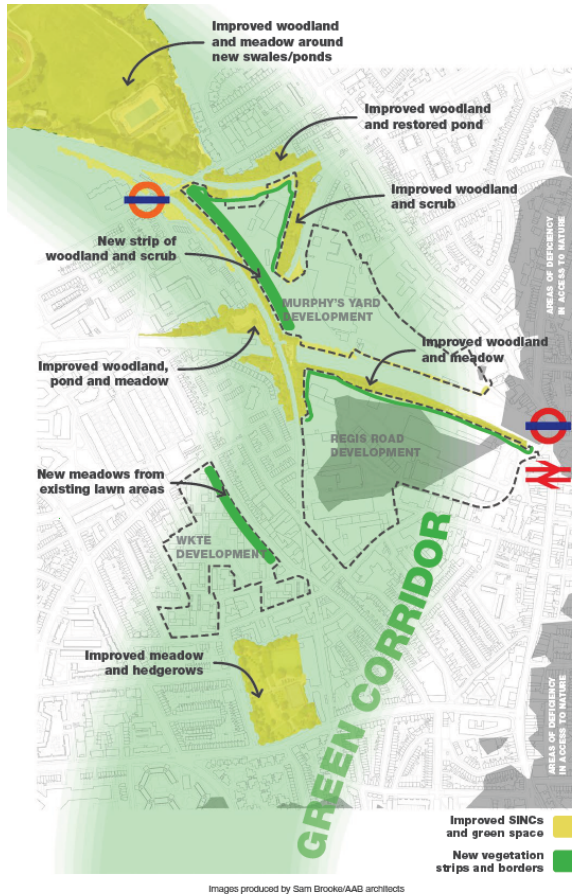 Improved woodland
and meadow around
new swales/ponds
Improved woodland
and restored pond
Improved woodland
and scrub
New strip of
woodland and scrub
MURPHY'S YARD
DEVELOPMENT
Improved woodland,
pond and meadow
Improved woodland
and meadow
REGIS ROAD
DEVELOPMENT
New meadows from
existing lawn areas
WKTE
DEVELOPMENT
Improved meadow
and hedgerows
GREEN CORRIDOR
AREAS OF DEFICIENCY
IN ACCESS TO NATURE
AREAS OF DEFICIENCY
IN ACCESS TO NATURE
Improved SINCs
and green space
New vegetation
strips and borders
Images produced by Sam Brooke/AAB architects